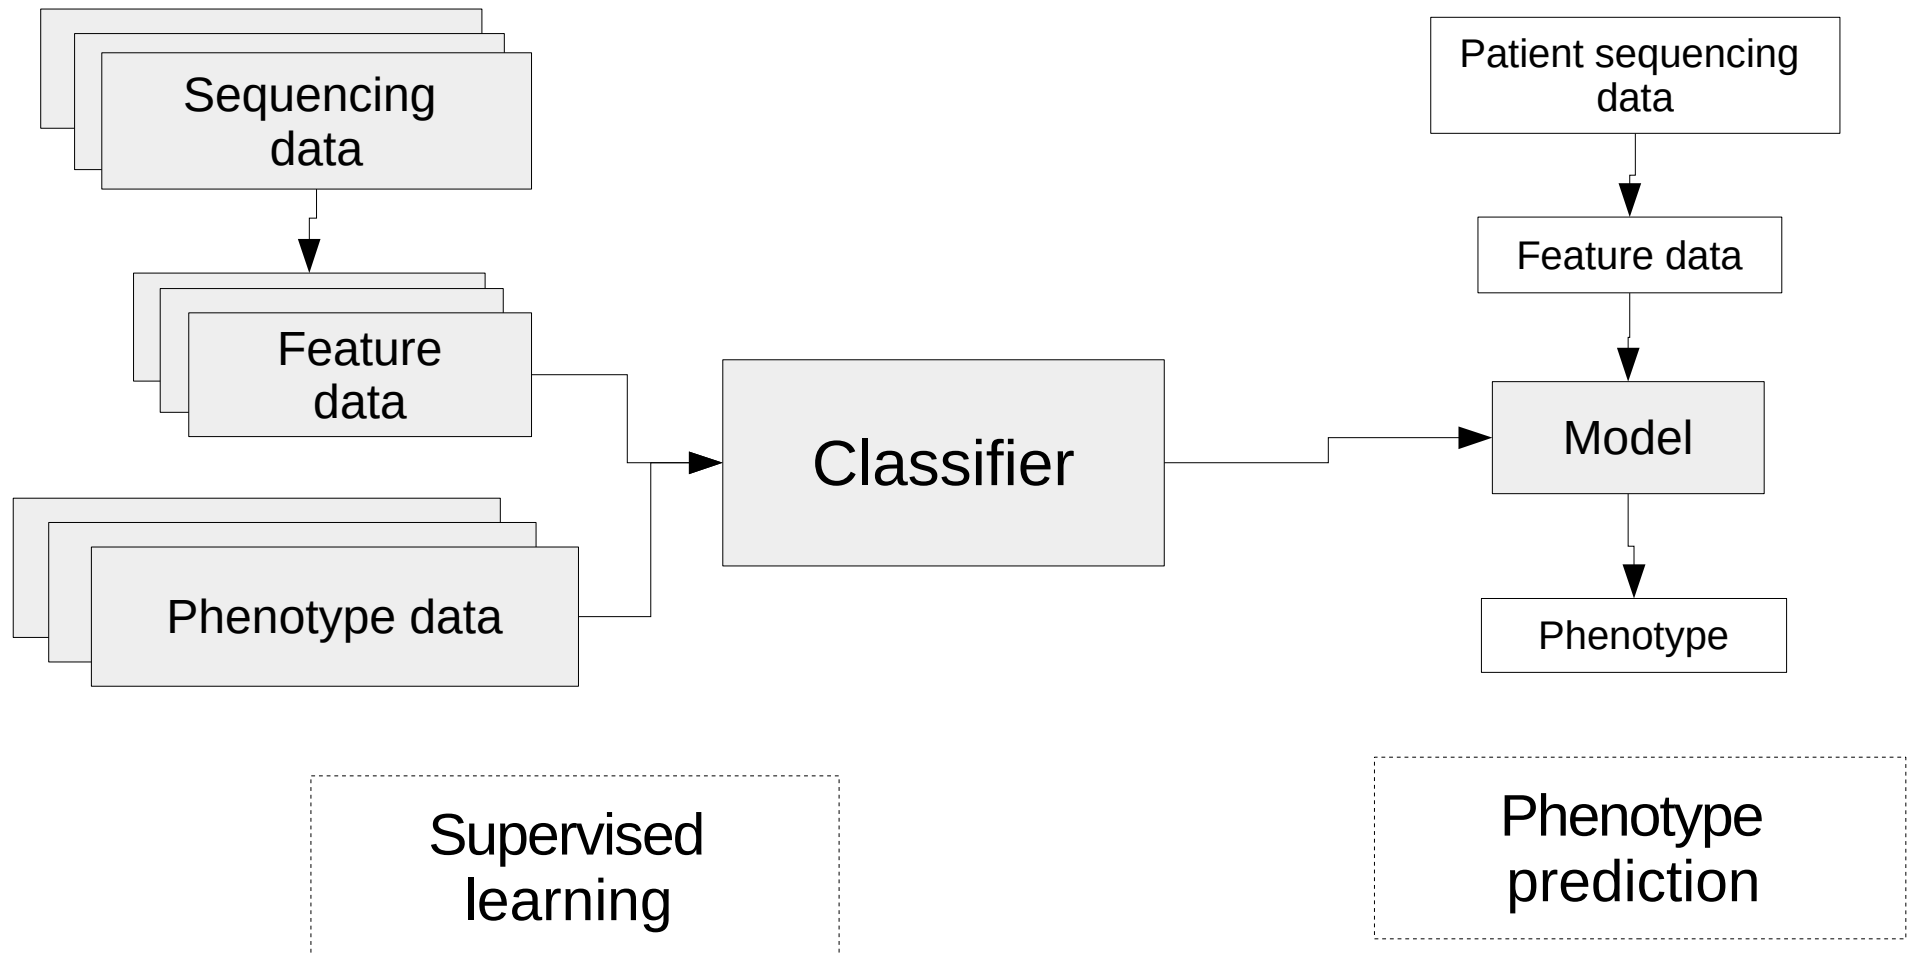 Sequencing
data
Feature
data
Phenotype data
Classifier
Patient sequencing
data
Feature data
Model
Phenotype
Supervised
learning
Phenotype
prediction